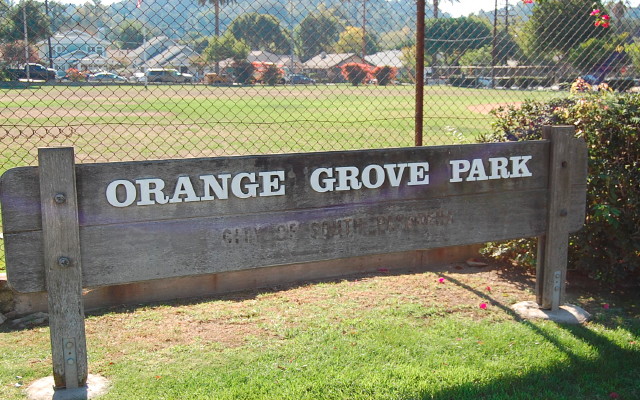 ORANGE GROVE PARK
CITY OF SOUTH